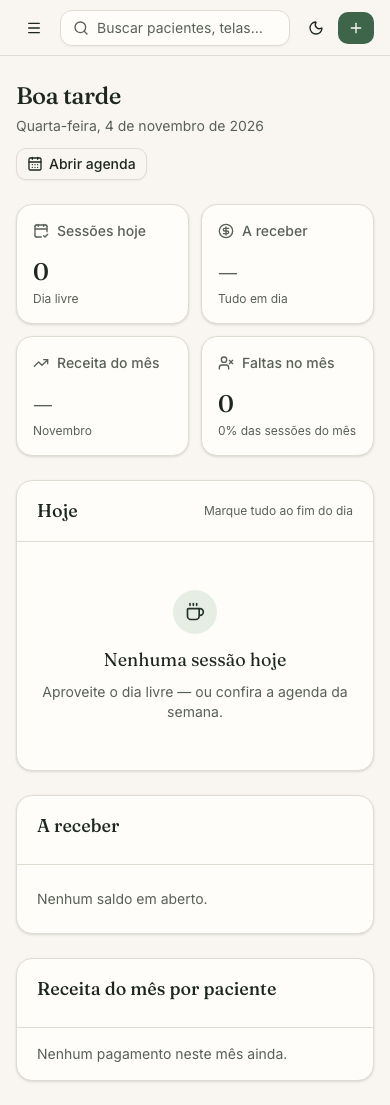 Buscar pacientes, telas...
Boa tarde
Quarta-feira, 4 de novembro de 2026
Abrir agenda
Sessões hoje
0
Dia livre
A receber
—
Tudo em dia
Receita do mês
—
Novembro
Faltas no mês
0
0% das sessões do mês
Hoje
Marque tudo ao fim do dia
Nenhuma sessão hoje
Aproveite o dia livre — ou confira a agenda da
semana.
A receber
Nenhum saldo em aberto.
Receita do mês por paciente
Nenhum pagamento neste mês ainda.